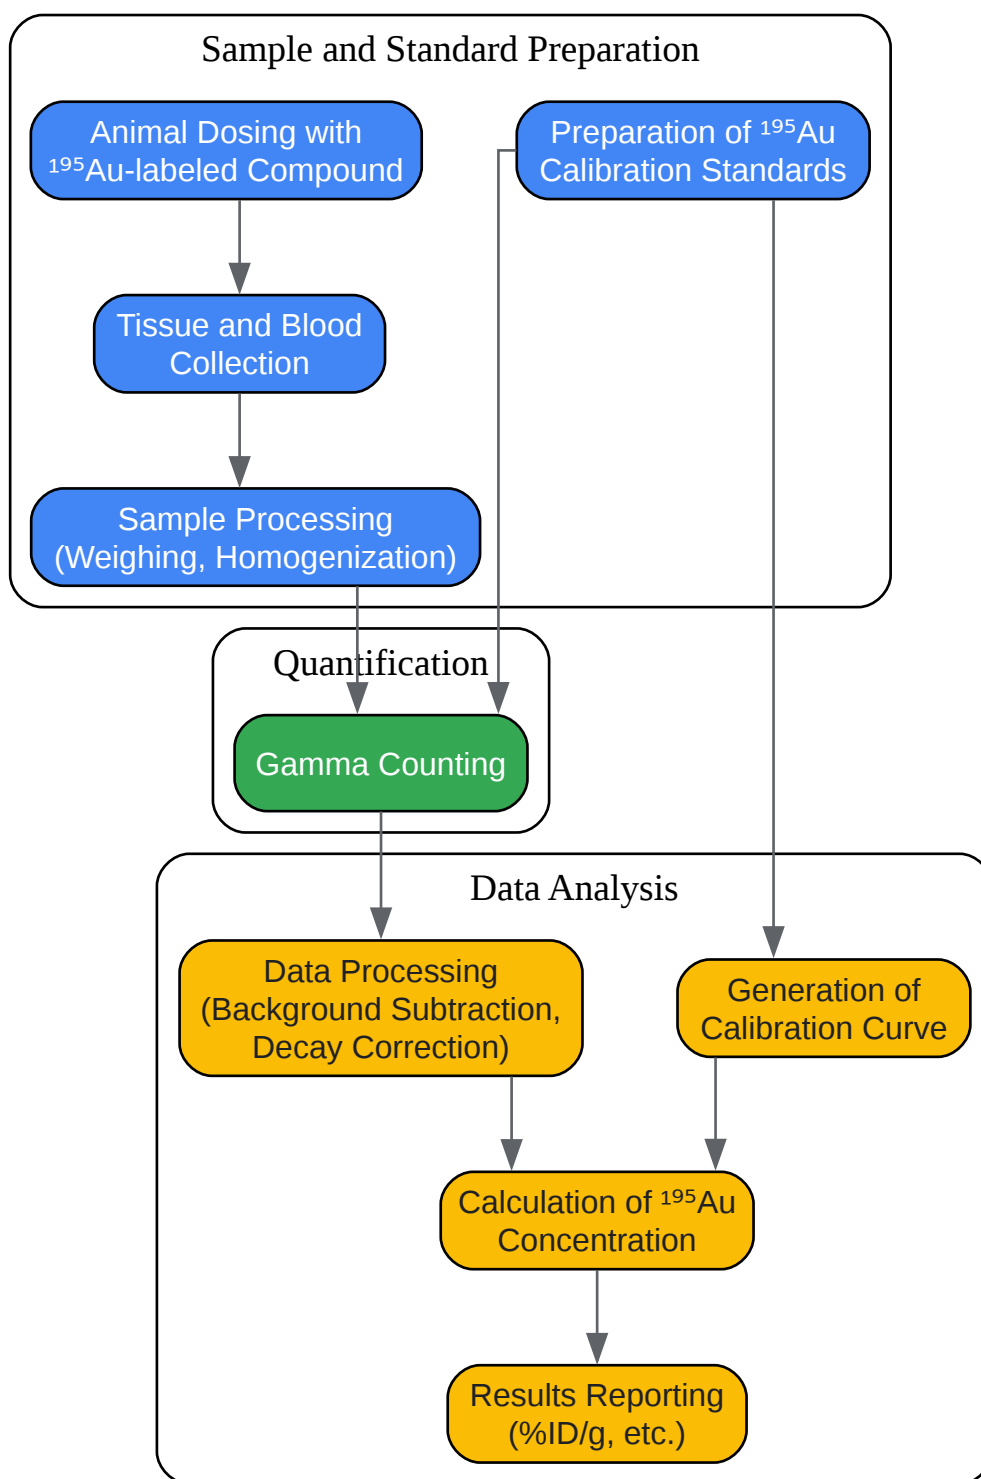 Sample and Standard Preparation
Animal Dosing with
¹⁹⁵Au-labeled Compound
Preparation of ¹⁹⁵Au
Calibration Standards
Tissue and Blood
Collection
Sample Processing
(Weighing, Homogenization)
Quantification
Gamma Counting
Data Analysis
Data Processing
(Background Subtraction,
Decay Correction)
Generation of
Calibration Curve
Calculation of ¹⁹⁵Au
Concentration
Results Reporting
(%ID/g, etc.)